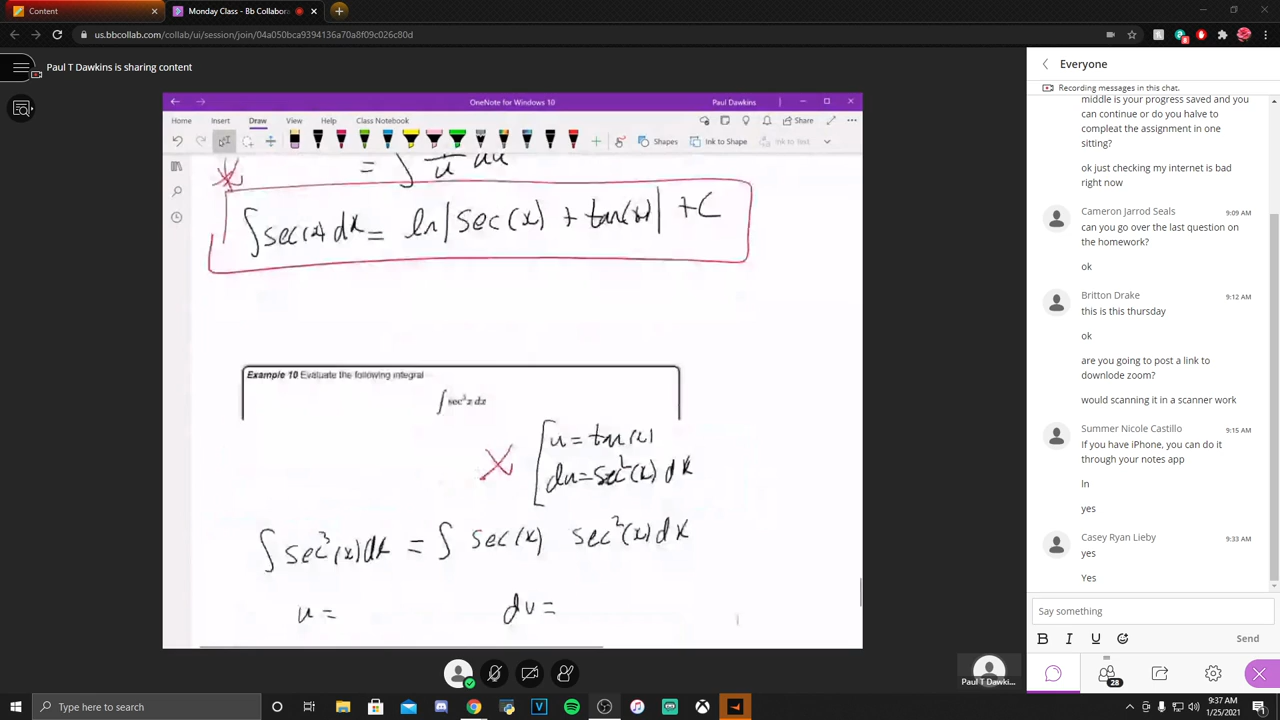 Content
Monday Class - Bb Collabora
us.bbcollab.com/collab/ui/session/join/04a050bca9394136a70a8f09c026c80d
Paul T Dawkins is sharing content
OneNote for Windows 10
Paul Dawkins
Home Insert Draw View Help Class Notebook
Share
Shapes Ink to Shape Ink to Text
= ∫ 1/u du
∫sec(x) dx = ln|sec(x) + tan(x)| + C
Example 10 Evaluate the following integral
∫ sec³x dx
u = tan(x)
du = sec²(x) dx
∫ sec³(x) dx = ∫ sec(x) sec²(x) dx
u = dv =
Paul T Dawki...
Everyone
Recording messages in this chat.
middle is your progress saved and you
can continue or do you halve to
compleat the assignment in one
sitting?
ok just checking my internet is bad
right now
Cameron Jarrod Seals 9:09 AM
can you go over the last question on
the homework?
ok
Britton Drake 9:12 AM
this is this thursday
ok
are you going to post a link to
downlode zoom?
would scanning it in a scanner work
Summer Nicole Castillo 9:15 AM
If you have iPhone, you can do it
through your notes app
In
yes
Casey Ryan Lieby 9:33 AM
yes
Yes
Say something
B I U
Send
28
Type here to search
9:37 AM
1/25/2021